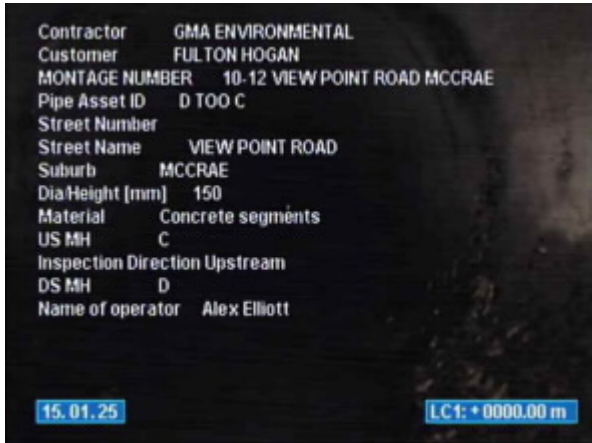 Contractor GMA ENVIRONMENTAL
Customer FULTON HOGAN
MONTAGE NUMBER 10-12 VIEW POINT ROAD MCCRAE
Pipe Asset ID D TOO C
Street Number
Street Name VIEW POINT ROAD
Suburb MCCRAE
Dia/Height [mm] 150
Material Concrete segments
US MH C
Inspection Direction Upstream
DS MH D
Name of operator Alex Elliott
15.01.25
LC1: + 0000.00 m